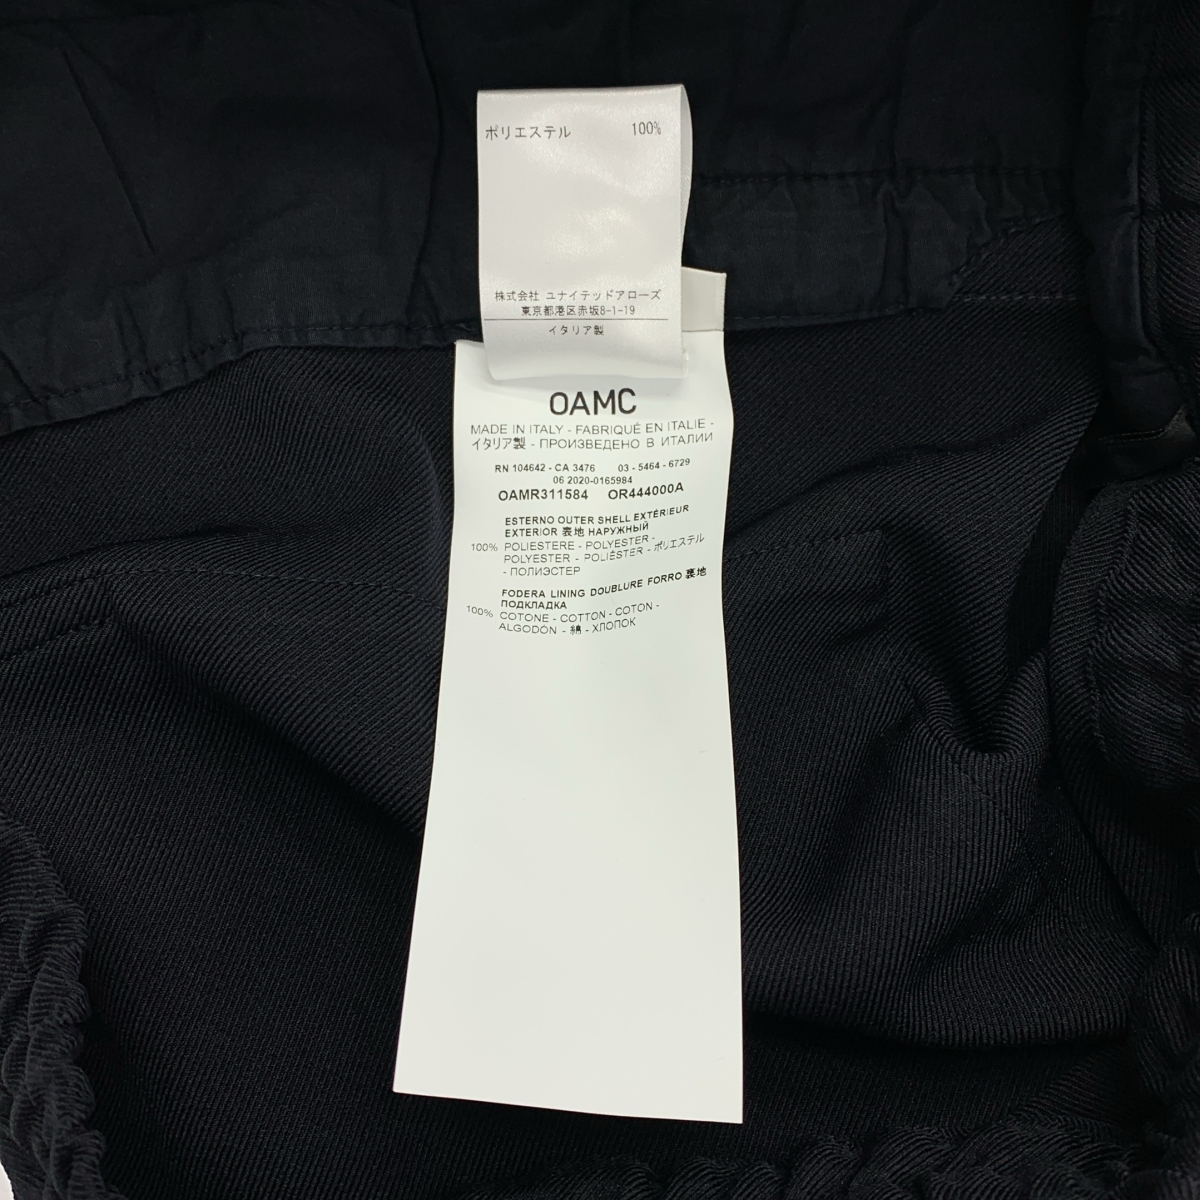 ポリエステル 100%
株式会社 ユナイテッドアローズ
東京都港区赤坂8-1-19
イタリア製
OAMC
MADE IN ITALY - FABRIQUÉ EN ITALIE -
イタリア製 - ПРОИЗВЕДЕНО В ИТАЛИИ
RN 104642 - CA 3476 03 - 5464 - 6729
06 2020-0165984
OAMR311584 OR444000A
ESTERNO OUTER SHELL EXTÉRIEUR
EXTERIOR 表地 НАРУЖНЫЙ
100% POLIESTERE - POLYESTER -
POLYESTER - POLIÉSTER - ポリエステル
- ПОЛИЭСТЕР
FODERA LINING DOUBLURE FORRO 裏地
ПОДКЛАДКА
100% COTONE - COTTON - COTON -
ALGODÓN - 綿 - ХЛОПОК